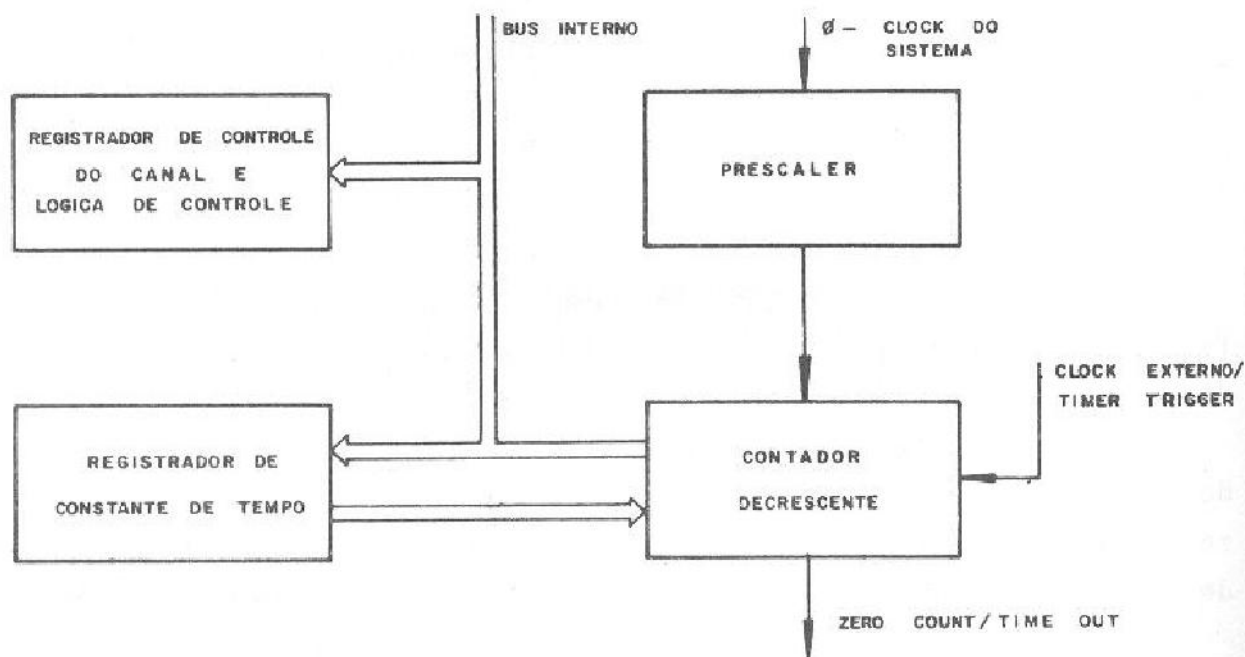 BUS INTERNO
Ø — CLOCK DO
SISTEMA
REGISTRADOR DE CONTROLE
DO CANAL E
LOGICA DE CONTROLE
PRESCALER
CLOCK EXTERNO/
TIMER TRIGGER
REGISTRADOR DE
CONSTANTE DE TEMPO
CONTADOR
DECRESCENTE
ZERO COUNT/TIME OUT